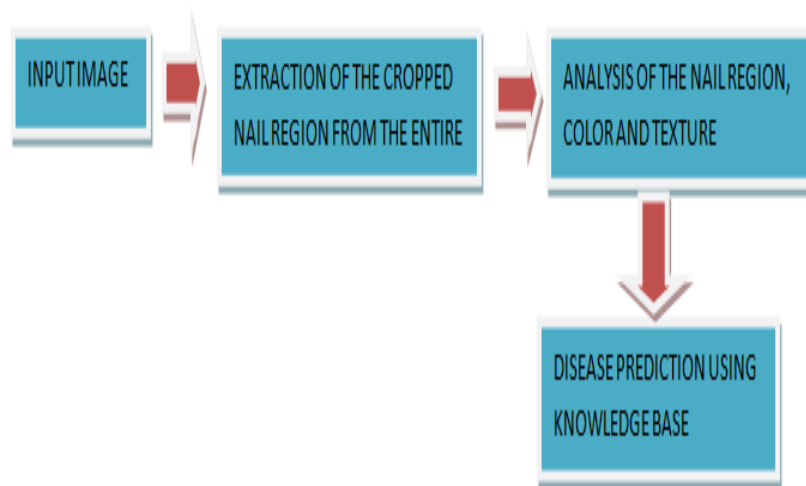 INPUT IMAGE
EXTRACTION OF THE CROPPED
NAIL REGION FROM THE ENTIRE
ANALYSIS OF THE NAIL REGION,
COLOR AND TEXTURE
DISEASE PREDICTION USING
KNOWLEDGE BASE